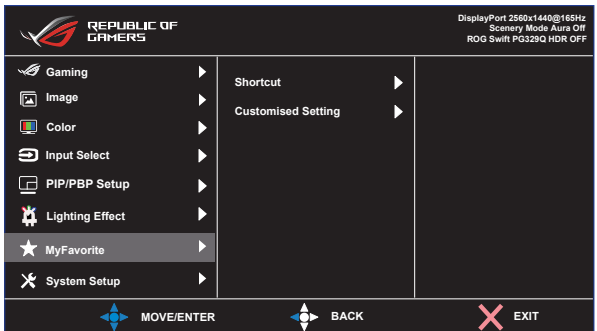 REPUBLIC OF
GAMERS
DisplayPort 2560x1440@165Hz
Scenery Mode Aura Off
ROG Swift PG329Q HDR OFF
Gaming
Image
Color
Input Select
PIP/PBP Setup
Lighting Effect
MyFavorite
System Setup
Shortcut
Customised Setting
MOVE/ENTER
BACK
EXIT